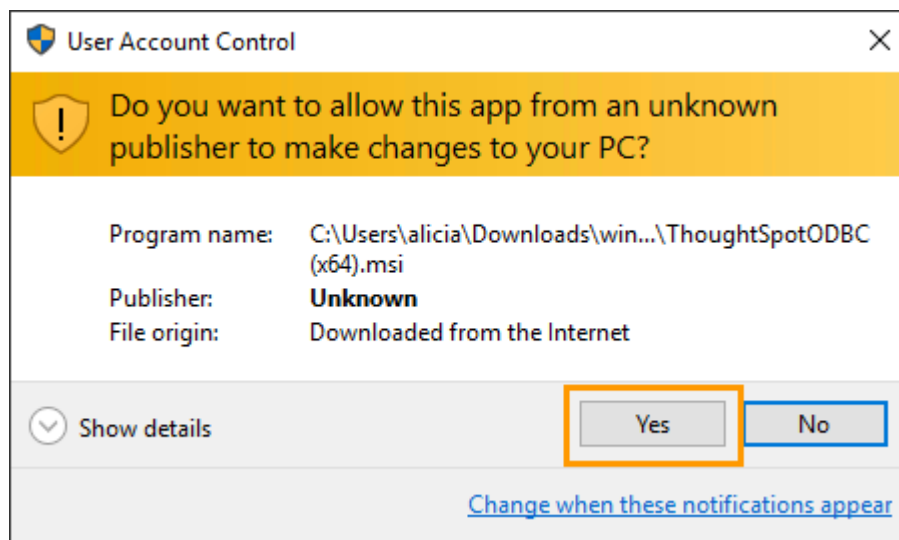 User Account Control
Do you want to allow this app from an unknown
publisher to make changes to your PC?
Program name: C:\Users\alicia\Downloads\win...\ThoughtSpotODBC
(x64).msi
Publisher: Unknown
File origin: Downloaded from the Internet
Show details Yes No
Change when these notifications appear